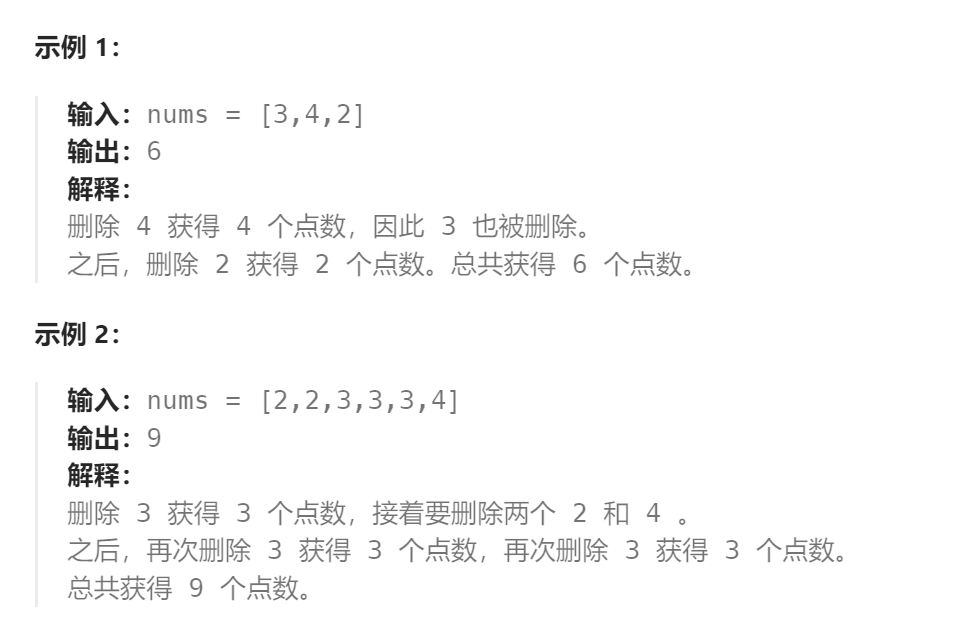 示例 1：
输入：nums = [3,4,2]
输出：6
解释：
删除 4 获得 4 个点数，因此 3 也被删除。
之后，删除 2 获得 2 个点数。总共获得 6 个点数。
示例 2：
输入：nums = [2,2,3,3,3,4]
输出：9
解释：
删除 3 获得 3 个点数，接着要删除两个 2 和 4 。
之后，再次删除 3 获得 3 个点数，再次删除 3 获得 3 个点数。
总共获得 9 个点数。